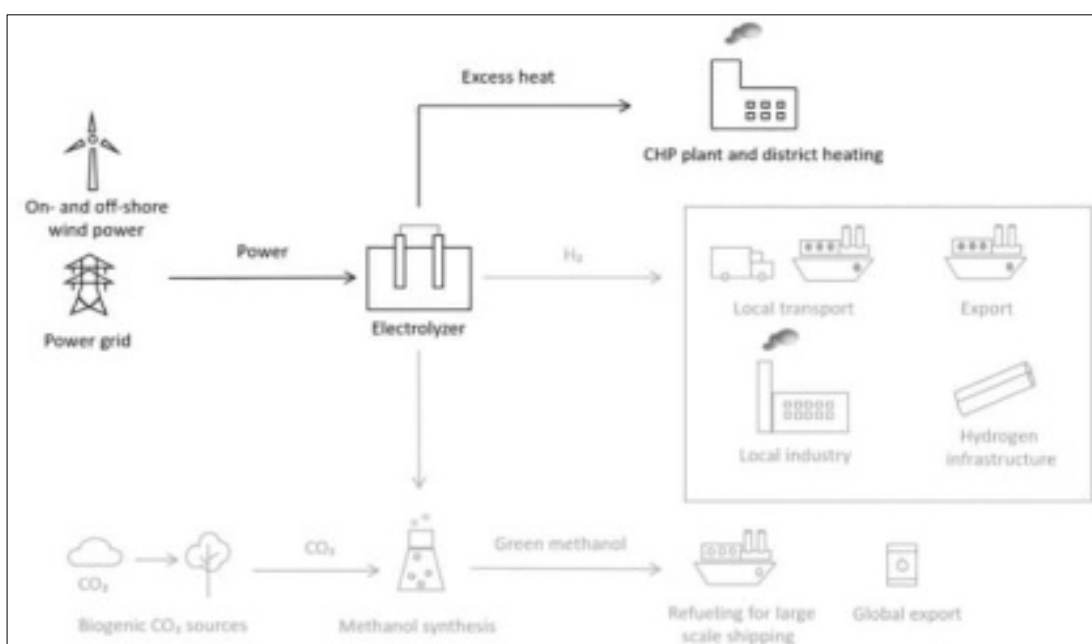 Excess heat
CHP plant and district heating
On- and off-shore
wind power
Power
H₂
Power grid
Electrolyzer
Local transport
Export
Local industry
Hydrogen
infrastructure
CO₂
CO₂
Green methanol
Biogenic CO₂ sources
Methanol synthesis
Refueling for large
scale shipping
Global export